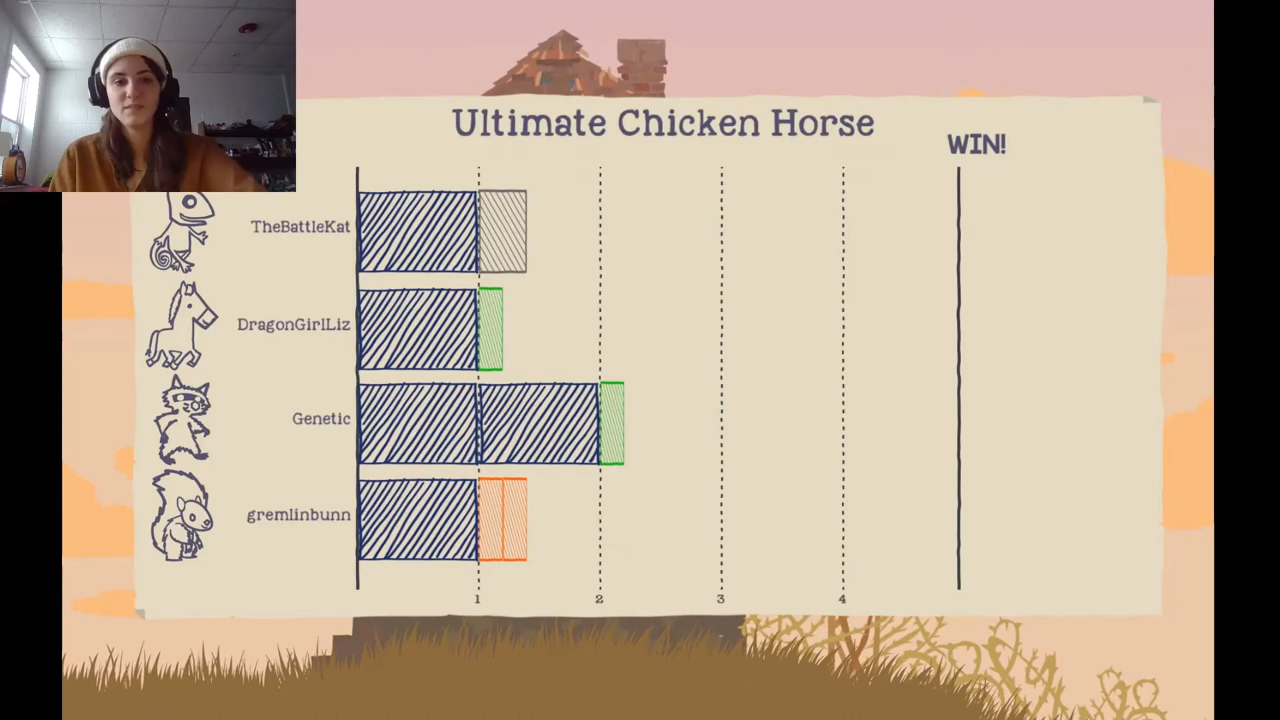 Ultimate Chicken Horse
WIN!
TheBattleKat
DragonGirlLiz
Genetic
gremlinbunn
1 2 3 4